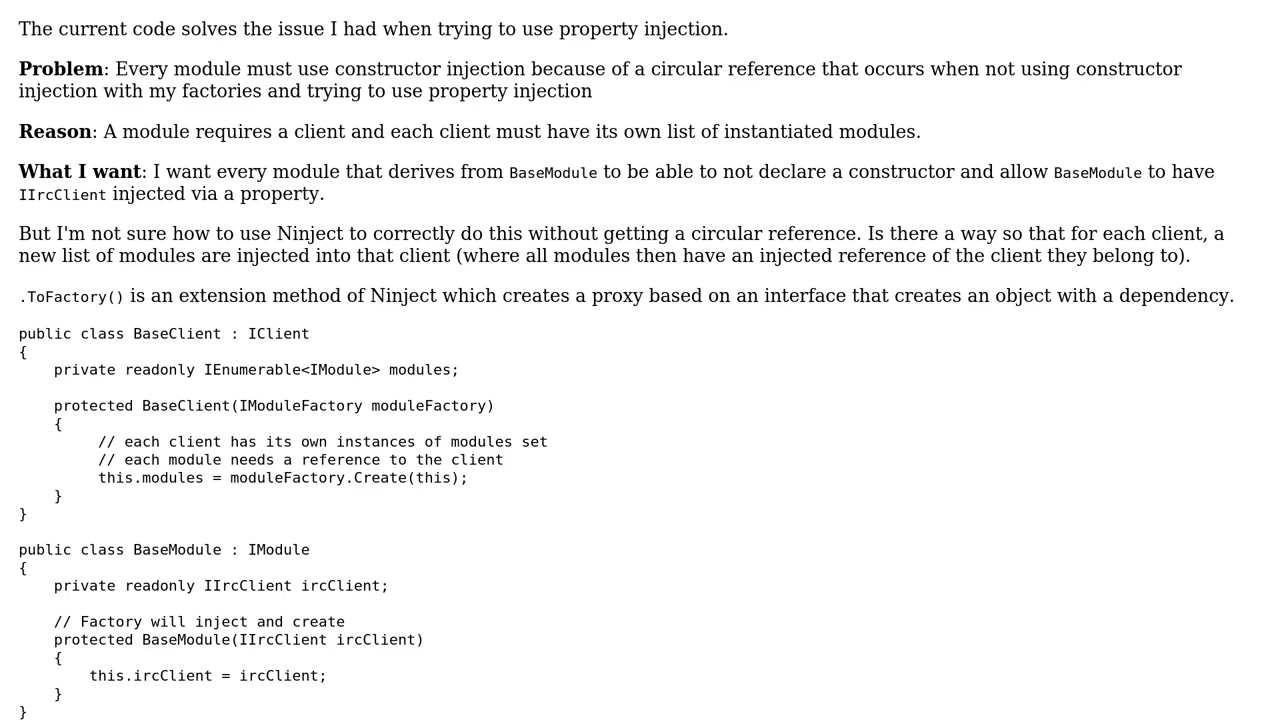 The current code solves the issue I had when trying to use property injection.
Problem: Every module must use constructor injection because of a circular reference that occurs when not using constructor
injection with my factories and trying to use property injection
Reason: A module requires a client and each client must have its own list of instantiated modules.
What I want: I want every module that derives from BaseModule to be able to not declare a constructor and allow BaseModule to have
IIrcClient injected via a property.
But I'm not sure how to use Ninject to correctly do this without getting a circular reference. Is there a way so that for each client, a
new list of modules are injected into that client (where all modules then have an injected reference of the client they belong to).
.ToFactory() is an extension method of Ninject which creates a proxy based on an interface that creates an object with a dependency.
public class BaseClient : IClient
{
    private readonly IEnumerable<IModule> modules;
    protected BaseClient(IModuleFactory moduleFactory)
    {
         // each client has its own instances of modules set
         // each module needs a reference to the client
         this.modules = moduleFactory.Create(this);
    }
}
public class BaseModule : IModule
{
    private readonly IIrcClient ircClient;
    // Factory will inject and create
    protected BaseModule(IIrcClient ircClient)
    {
        this.ircClient = ircClient;
    }
}